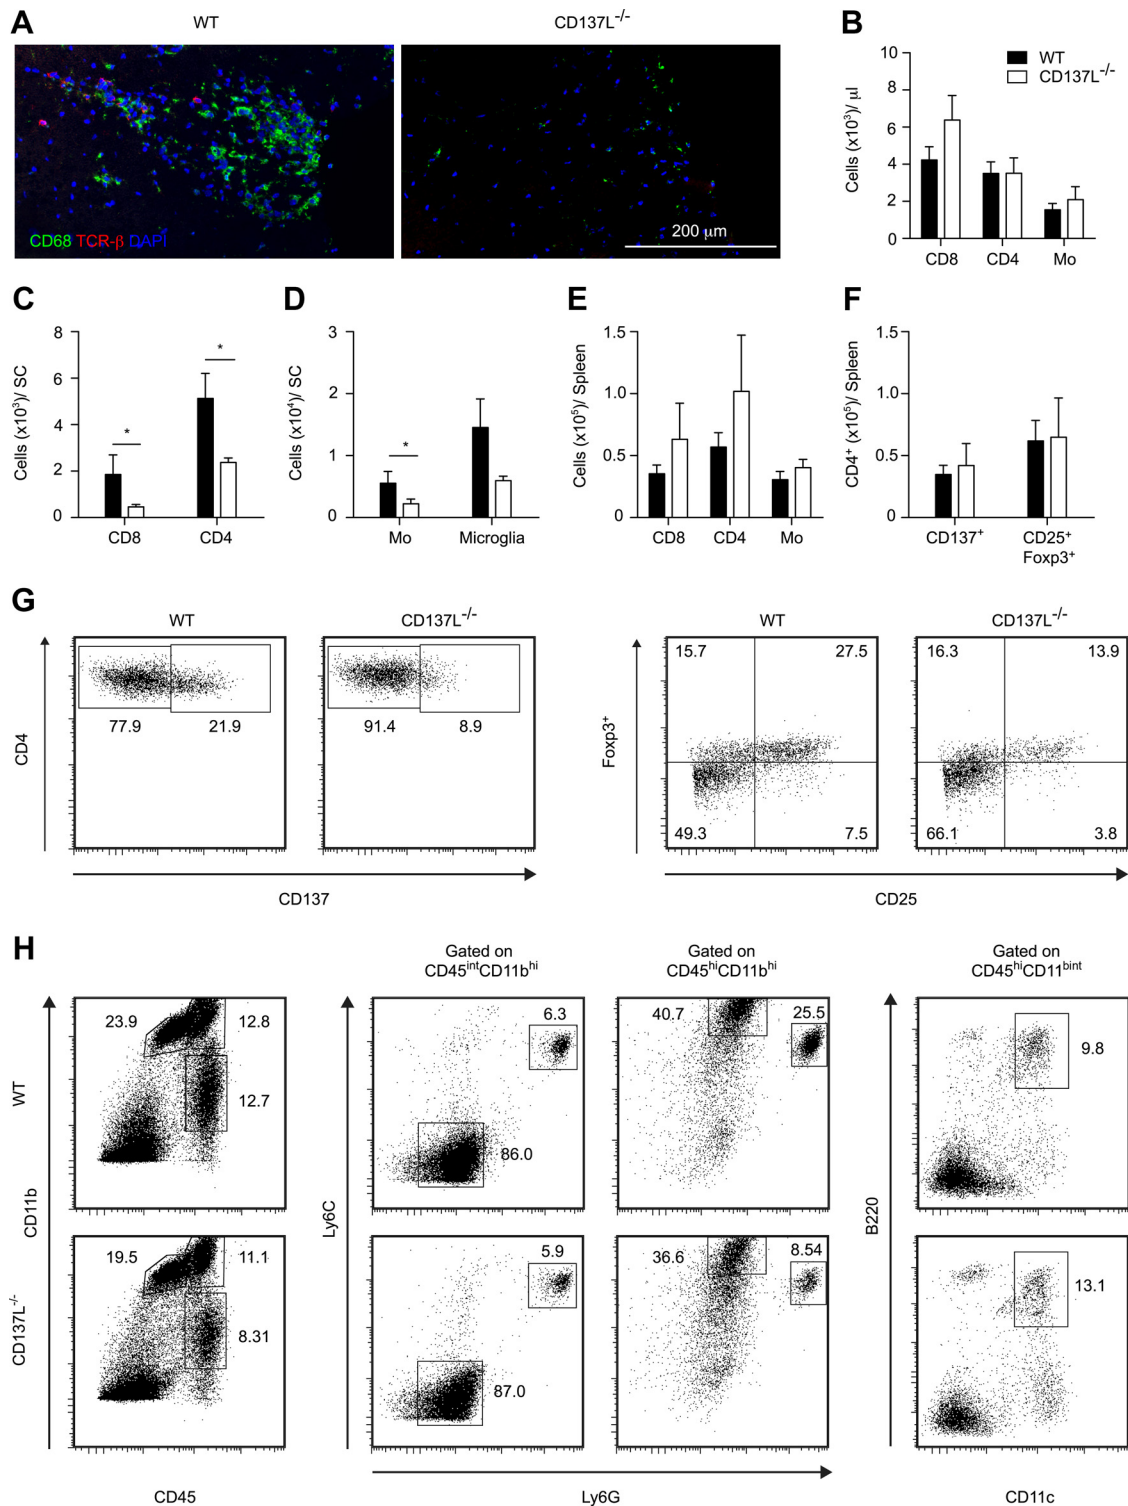 A
WT
CD137L-/-
CD68 TCR-β DAPI
200 μm
B
Cells (x10³)/ μl
10
8
6
4
2
0
WT
CD137L-/-
CD8 CD4 Mo
C
Cells (x10³)/ SC
8
6
4
2
0
*
*
CD8 CD4
D
Cells (x10⁴)/ SC
3
2
1
0
*
Mo Microglia
E
Cells (x10⁵)/ Spleen
1.5
1.0
0.5
0
CD8 CD4 Mo
F
CD4⁺ (x10⁵)/ Spleen
1.5
1.0
0.5
0
CD137⁺ CD25⁺
Foxp3⁺
G
WT CD137L-/- WT CD137L-/-
CD4
77.9 21.9
91.4 8.9
CD137
Foxp3⁺
15.7 27.5
49.3 7.5
16.3 13.9
66.1 3.8
CD25
H
Gated on
CD45intCD11bhi
Gated on
CD45hiCD11bhi
Gated on
CD45hiCD11bint
WT
23.9 12.8
12.7
6.3
86.0
40.7 25.5
9.8
CD11b
Ly6C
B220
CD137L-/-
19.5 11.1
8.31
5.9
87.0
36.6 8.54
13.1
CD45 Ly6G CD11c